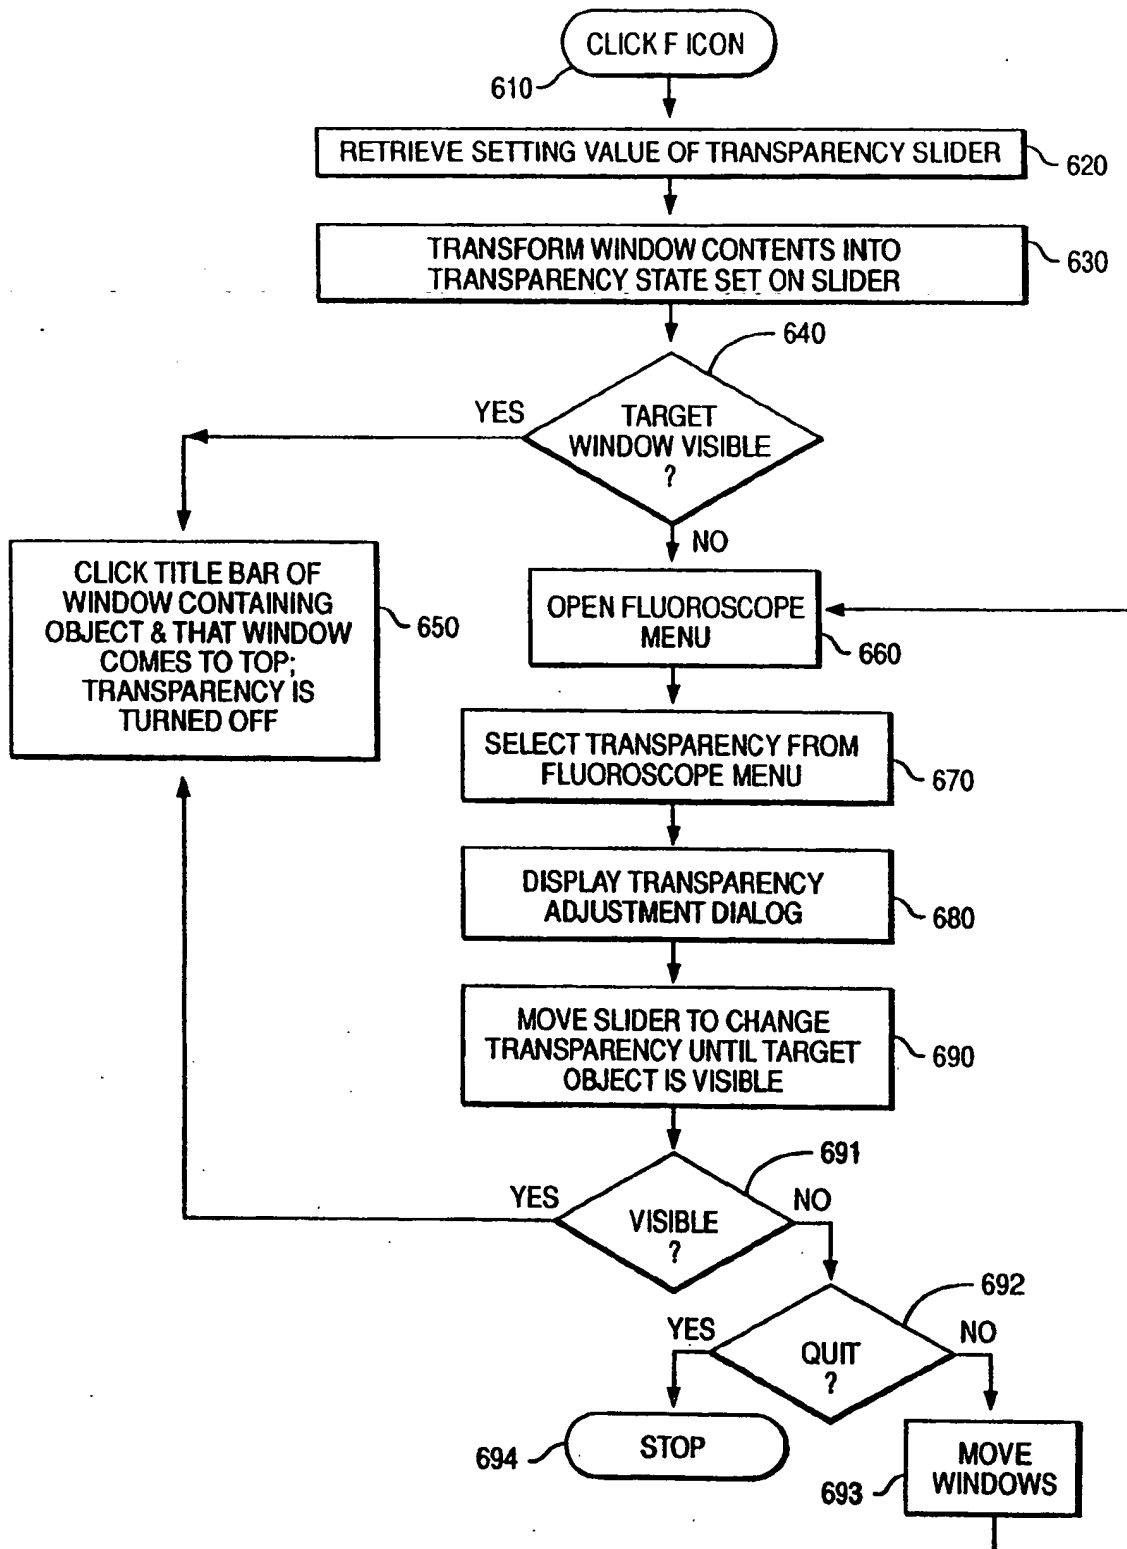 CLICK F ICON
610
RETRIEVE SETTING VALUE OF TRANSPARENCY SLIDER
620
TRANSFORM WINDOW CONTENTS INTO
TRANSPARENCY STATE SET ON SLIDER
630
640
YES
TARGET
WINDOW VISIBLE
?
NO
CLICK TITLE BAR OF
WINDOW CONTAINING
OBJECT & THAT WINDOW
COMES TO TOP;
TRANSPARENCY IS
TURNED OFF
650
OPEN FLUOROSCOPE
MENU
660
SELECT TRANSPARENCY FROM
FLUOROSCOPE MENU
670
DISPLAY TRANSPARENCY
ADJUSTMENT DIALOG
680
MOVE SLIDER TO CHANGE
TRANSPARENCY UNTIL TARGET
OBJECT IS VISIBLE
690
691
YES
NO
VISIBLE
?
692
YES
NO
QUIT
?
STOP
694
MOVE
WINDOWS
693